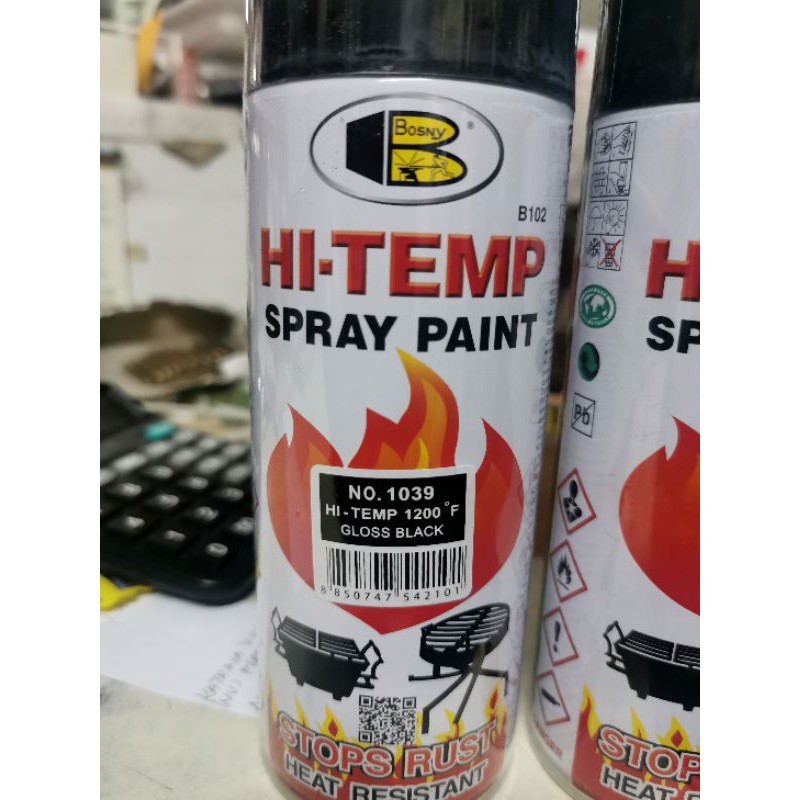 BOSNY
®
B102
HI-TEMP
SPRAY PAINT
NO. 1039
HI-TEMP 1200°F
GLOSS BLACK
8 850747 542101
STOPS RUST
HEAT RESISTANT
H
SP
Pb
STOP
HEAT